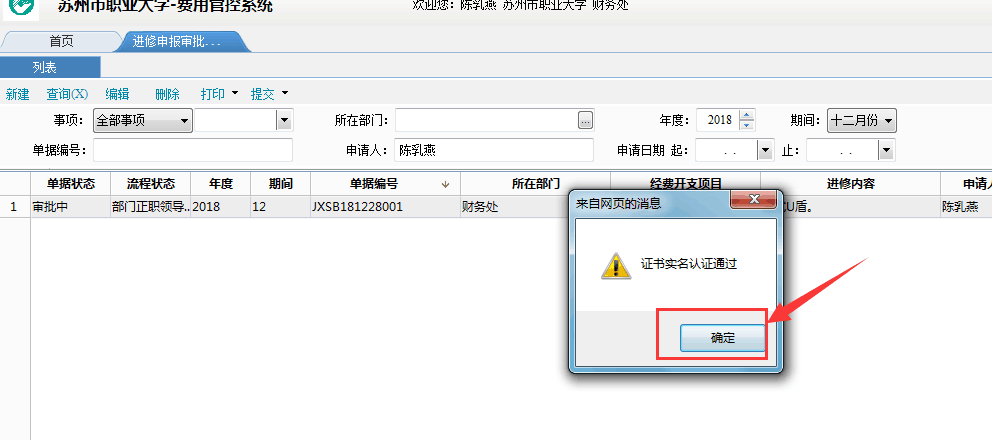 苏州市职业大学-费用管控系统
欢迎您：陈乳燕 苏州市职业大学 财务处
首页 进修申报审批...
列表
新建 查询(X) 编辑 删除 打印 提交
事项： 全部事项 所在部门： ... 年度： 2018 期间： 十二月份
单据编号： 申请人： 陈乳燕 申请日期 起： . . 止： . .
单据状态 流程状态 年度 期间 单据编号 所在部门 经费开支项目 进修内容 申请人
1 审批中 部门正职领导.. 2018 12 JXSB181228001 财务处 U盾。 陈乳燕
来自网页的消息
证书实名认证通过
确定